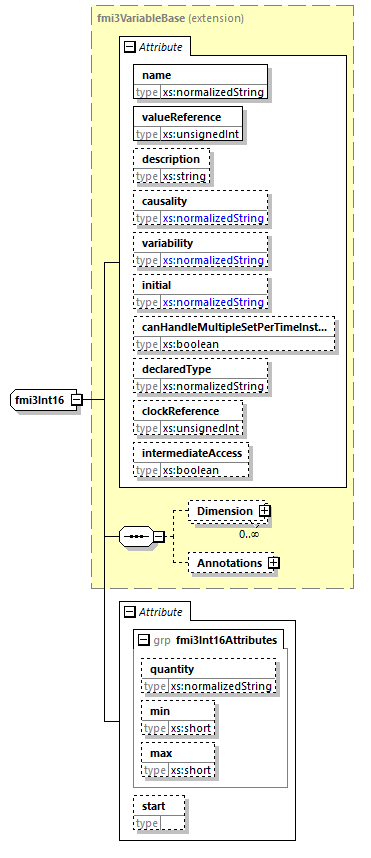 fmi3VariableBase (extension)
Attribute
name
type xs:normalizedString
valueReference
type xs:unsignedInt
description
type xs:string
causality
type xs:normalizedString
variability
type xs:normalizedString
initial
type xs:normalizedString
canHandleMultipleSetPerTimeInst...
type xs:boolean
declaredType
type xs:normalizedString
clockReference
type xs:unsignedInt
intermediateAccess
type xs:boolean
fmi3Int16
Dimension
0..∞
Annotations
Attribute
grp fmi3Int16Attributes
quantity
type xs:normalizedString
min
type xs:short
max
type xs:short
start
type